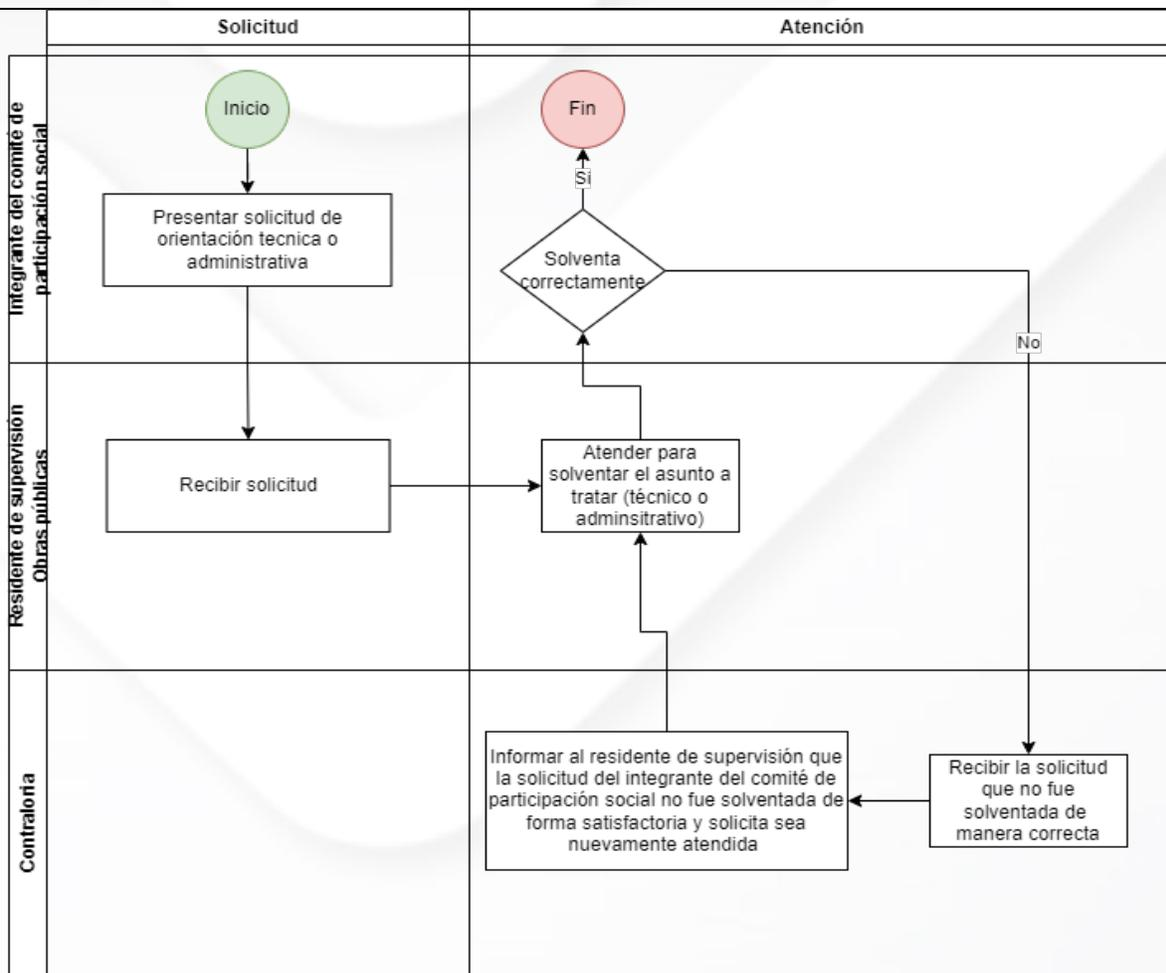 Solicitud
Atención
Integrante del comité de
participación social
Inicio
Fin
Si
Presentar solicitud de
orientación tecnica o
administrativa
Solventa
correctamente
No
Residente de supervisión
Obras públicas
Recibir solicitud
Atender para
solventar el asunto a
tratar (técnico o
adminsitrativo)
Contraloria
Informar al residente de supervisión que
la solicitud del integrante del comité de
participación social no fue solventada de
forma satisfactoria y solicita sea
nuevamente atendida
Recibir la solicitud
que no fue
solventada de
manera correcta